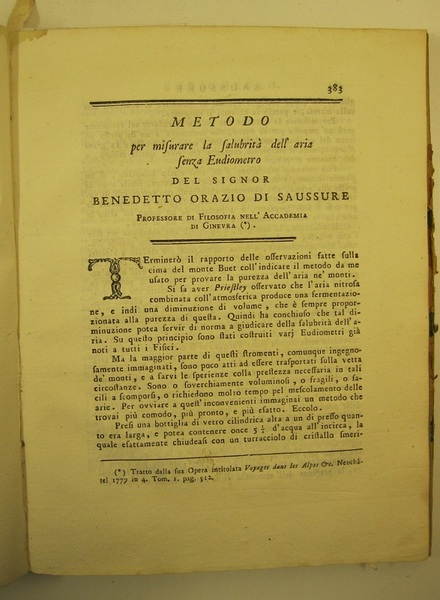 383
METODO
per misurare la salubrità dell' aria
senza Eudiometro
DEL SIGNOR
BENEDETTO ORAZIO DI SAUSSURE
PROFESSORE DI FILOSOFIA NELL' ACCADEMIA
DI GINEVRA (*).
TErminerò il rapporto delle osservazioni fatte sulla
cima del monte Buet coll' indicare il metodo da me
usato per provare la purezza dell' aria ne' monti.
Si sa aver Priestley osservato che l'aria nitrosa
combinata coll' atmosferica produce una fermentazio-
ne, e indi una diminuzione di volume, che è sempre propor-
zionata alla purezza di questa. Quindi ha conchiuso che tal di-
minuzione potea servir di norma a giudicare della salubrità dell' a-
ria. Su questo principio sono stati costruiti varj Eudiometri già
noti a tutti i Fisici.
Ma la maggior parte di questi stromenti, comunque ingegno-
samente immaginati, sono poco atti ad essere trasportati sulla vetta
de' monti, e a farvi le sperienze colla prestezza necessaria in tali
circostanze. Sono o soverchiamente voluminosi, o fragili, o fa-
cili a scomporsi, o richiedono molto tempo pel mescolamento delle
arie. Per ovviare a quest' inconvenienti immaginai un metodo che
trovai più comodo, più pronto, e più esatto. Eccolo.
Presi una bottiglia di vetro cilindrica alta a un di presso quan-
to era larga, e potea contenere once 5 ½ d'acqua all' incirca, la
quale esattamente chiudeasi con un turacciolo di cristallo smeri-
(*) Tratto dalla sua Opera intitolata Voyages dans les Alpes &c. Neuchâ-
tel 1779 in 4. Tom. I. pag. 512.